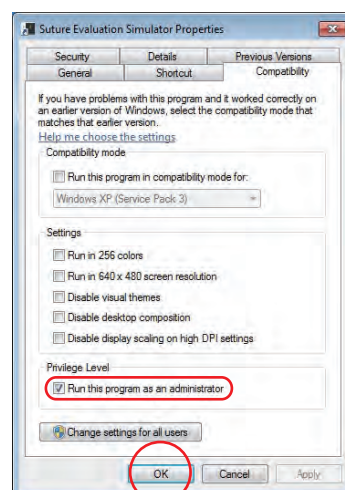 Suture Evaluation Simulator Properties
Security Details Previous Versions
General Shortcut Compatibility
If you have problems with this program and it worked correctly on
an earlier version of Windows, select the compatibility mode that
matches that earlier version.
Help me choose the settings
Compatibility mode
Run this program in compatibility mode for:
Windows XP (Service Pack 3)
Settings
Run in 256 colors
Run in 640 x 480 screen resolution
Disable visual themes
Disable desktop composition
Disable display scaling on high DPI settings
Privilege Level
Run this program as an administrator
Change settings for all users
OK Cancel Apply